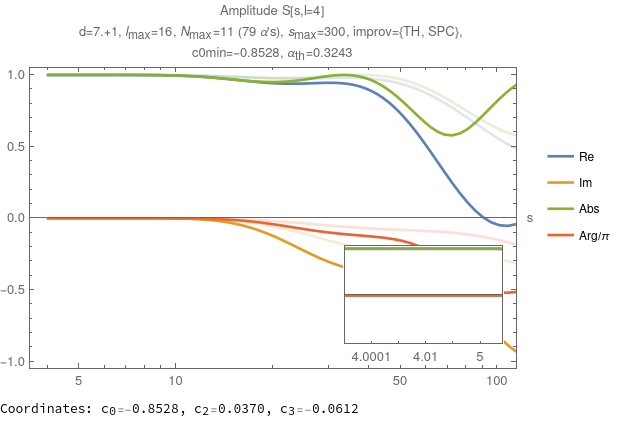 Amplitude S[s,l=4]
d=7.+1, lmax=16, Nmax=11 (79 α's), smax=300, improv={TH, SPC},
c0min=-0.8528, αth=0.3243
1.0
0.5
0.0
-0.5
-1.0
s
4.0001 4.01 5
5 10 50 100
Re
Im
Abs
Arg/π
Coordinates: c0=-0.8528, c2=0.0370, c3=-0.0612